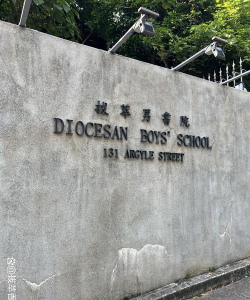 拔萃男書院
DIOCESAN BOYS' SCHOOL
131 ARGYLE STREET